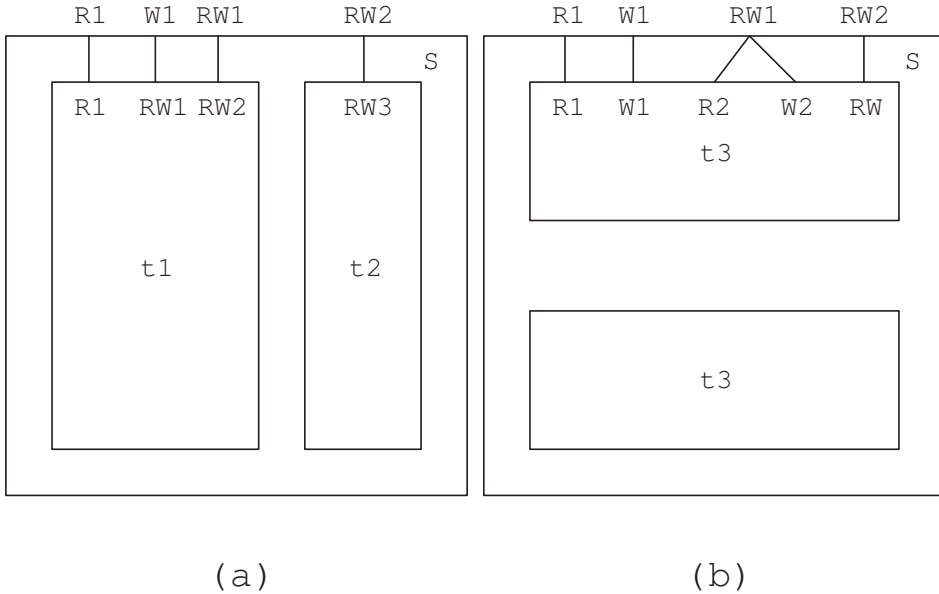 R1 W1 RW1 RW2 R1 W1 RW1 RW2
S S
R1 RW1 RW2 RW3 R1 W1 R2 W2 RW
t3
t1 t2
t3
(a) (b)